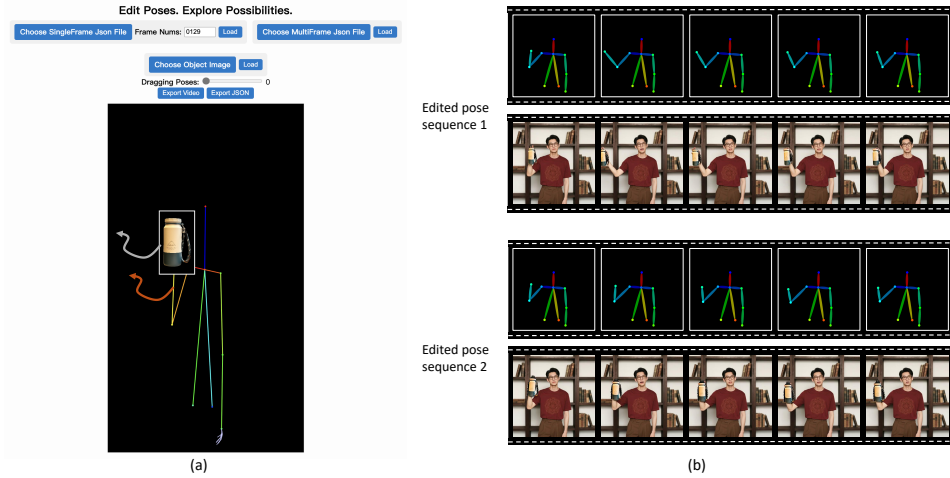 Edit Poses. Explore Possibilities.
Choose SingleFrame Json File Frame Nums: 0129 Load Choose MultiFrame Json File Load
Choose Object Image Load
Dragging Poses: 0
Export Video Export JSON
(a)
Edited pose
sequence 1
Edited pose
sequence 2
(b)